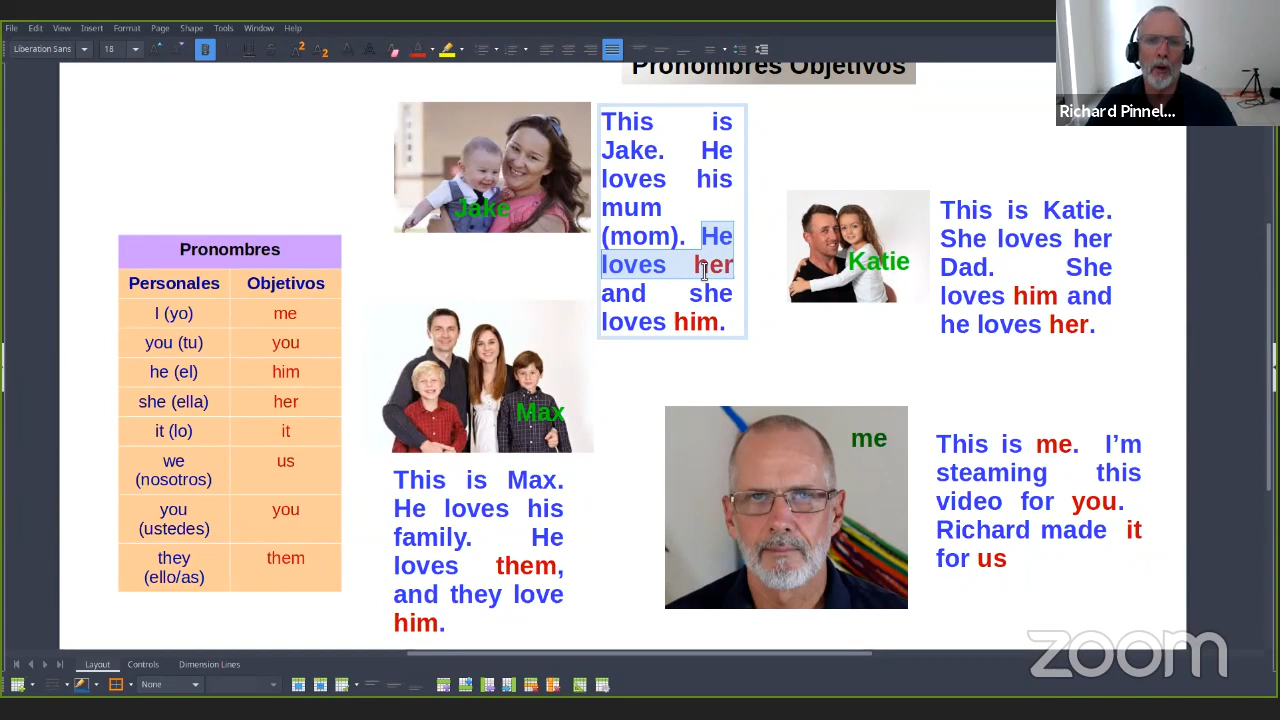 File Edit View Insert Format Page Shape Tools Window Help
Liberation Sans 18
Richard Pinnel...
Pronombres Objetivos
Jake
This is
Jake. He
loves his
mum
(mom). He
loves her
and she
loves him.
Katie
This is Katie.
She loves her
Dad. She
loves him and
he loves her.
Pronombres
Personales Objetivos
I (yo) me
you (tu) you
he (el) him
she (ella) her
it (lo) it
we
(nosotros) us
you
(ustedes) you
they
(ello/as) them
Max
This is Max.
He loves his
family. He
loves them,
and they love
him.
me
This is me. I’m
steaming this
video for you.
Richard made it
for us
zoom
Layout Controls Dimension Lines
None